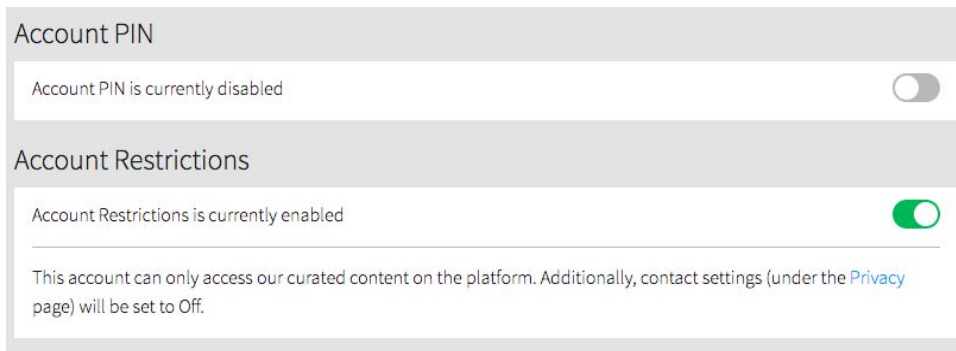 Account PIN
Account PIN is currently disabled
Account Restrictions
Account Restrictions is currently enabled
This account can only access our curated content on the platform. Additionally, contact settings (under the Privacy
page) will be set to Off.